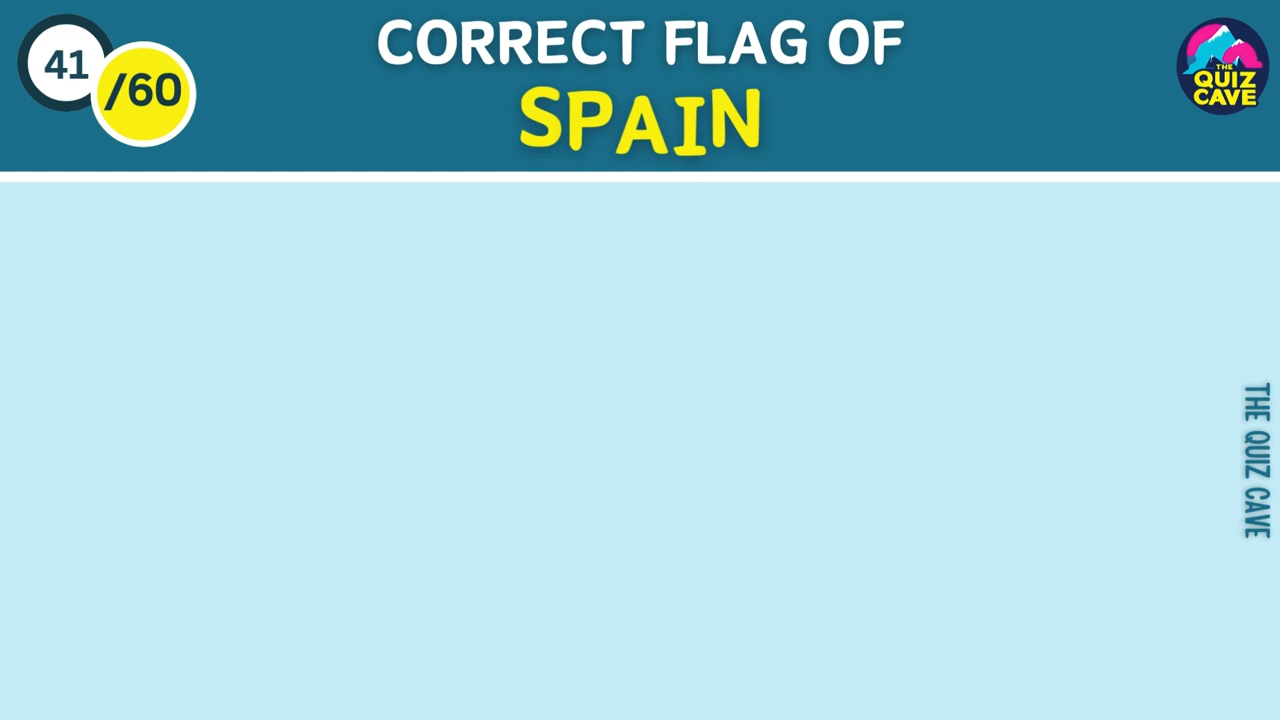 41
/60
CORRECT FLAG OF
SPAIN
THE
QUIZ
CAVE
THE QUIZ CAVE